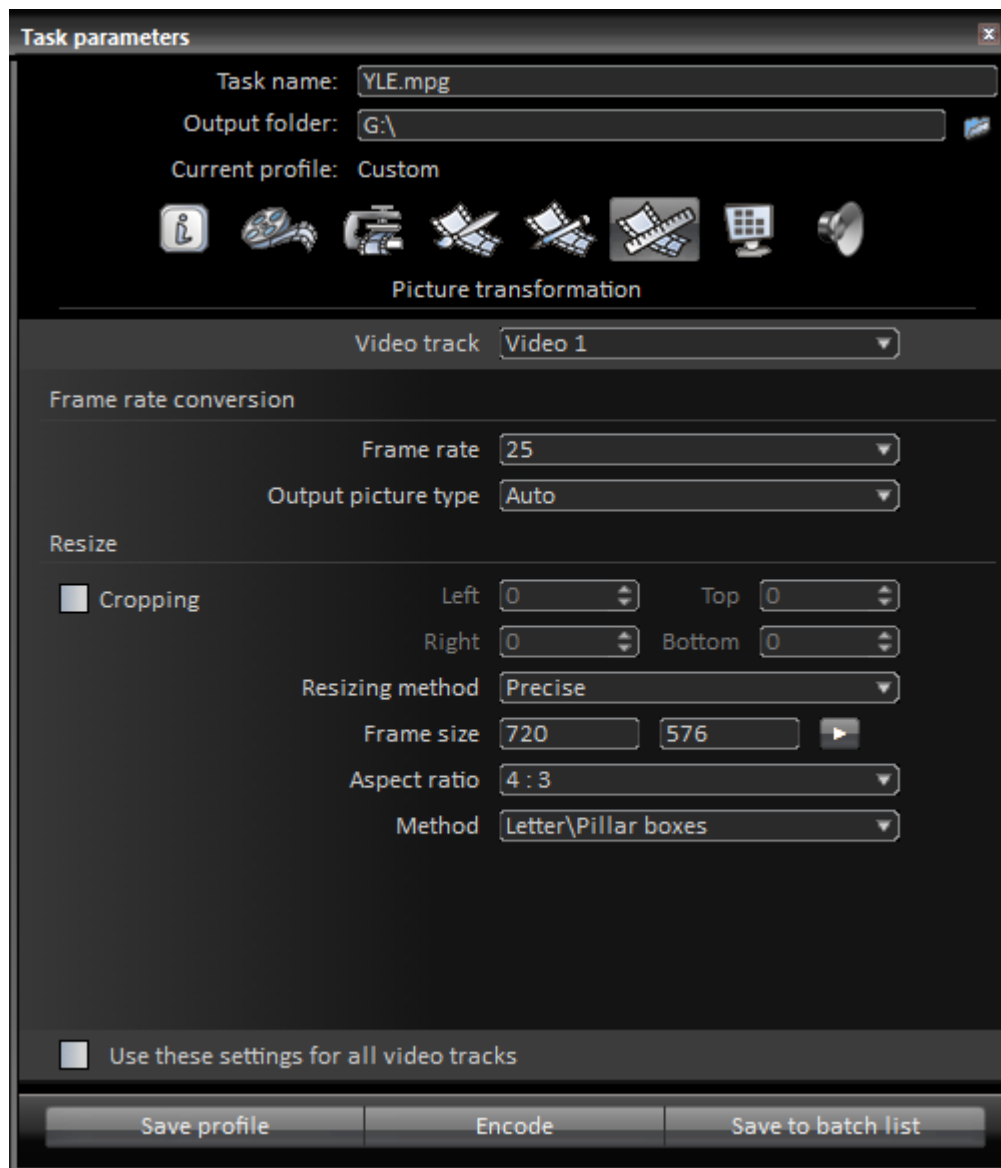 Task parameters
Task name: YLE.mpg
Output folder: G:\
Current profile: Custom
Picture transformation
Video track Video 1
Frame rate conversion
Frame rate 25
Output picture type Auto
Resize
Cropping Left 0 Top 0
Right 0 Bottom 0
Resizing method Precise
Frame size 720 576
Aspect ratio 4 : 3
Method Letter\Pillar boxes
Use these settings for all video tracks
Save profile Encode Save to batch list